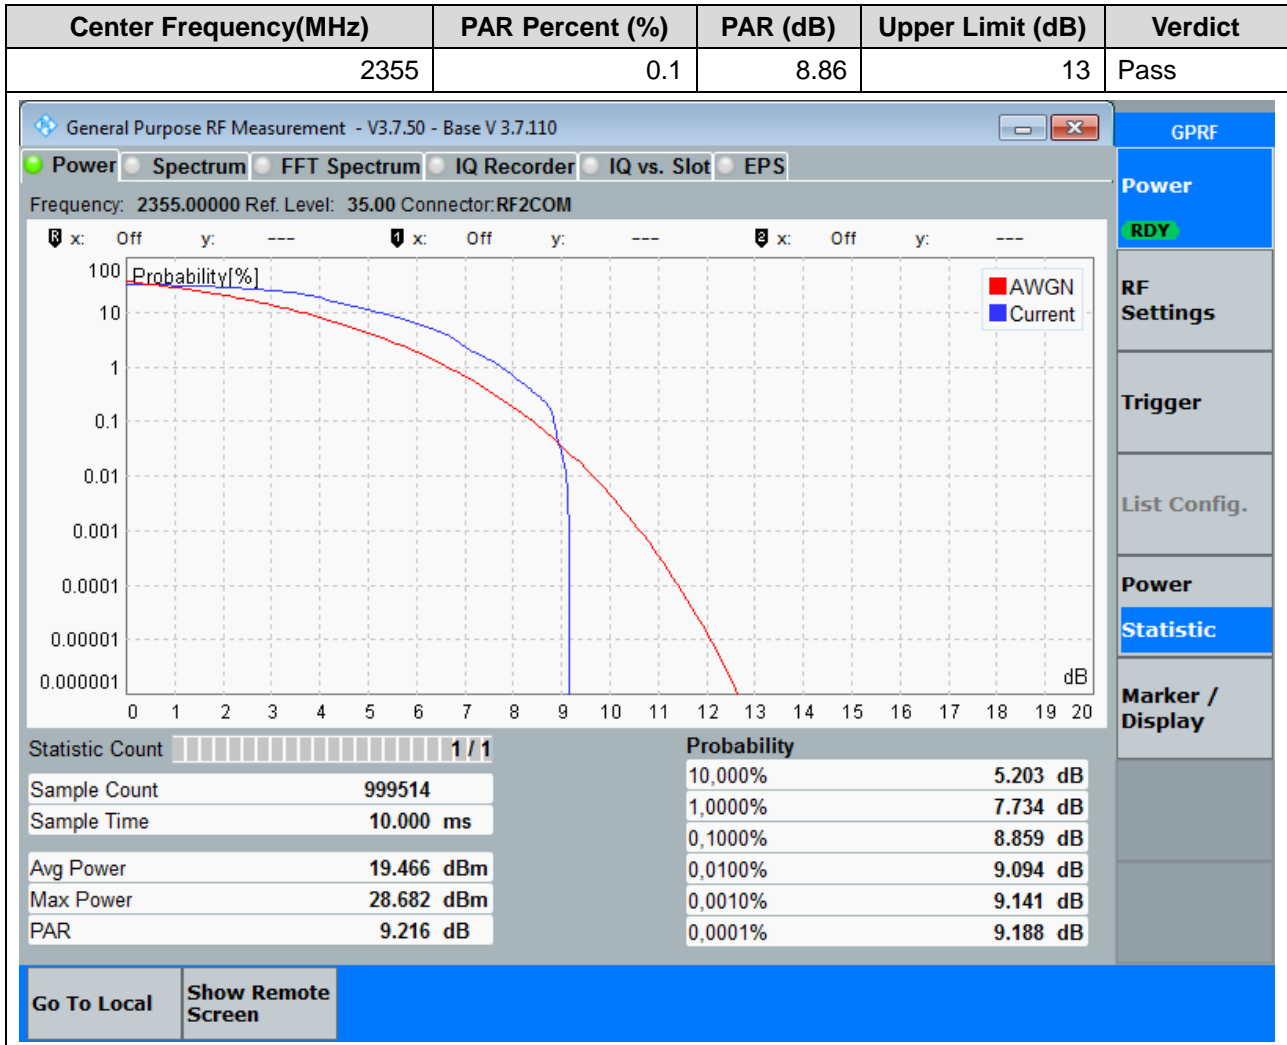 Center Frequency(MHz) PAR Percent (%) PAR (dB) Upper Limit (dB) Verdict
2355 0.1 8.86 13 Pass
General Purpose RF Measurement - V3.7.50 - Base V 3.7.110
GPRF
Power Spectrum FFT Spectrum IQ Recorder IQ vs. Slot EPS
Frequency: 2355.00000 Ref. Level: 35.00 Connector:RF2COM
R x: Off y: --- 1 x: Off y: --- 2 x: Off y: ---
Probability[%]
AWGN
Current
100
10
1
0.1
0.01
0.001
0.0001
0.00001
0.000001
dB
0 1 2 3 4 5 6 7 8 9 10 11 12 13 14 15 16 17 18 19 20
Statistic Count 1 / 1
Sample Count 999514
Sample Time 10.000 ms
Avg Power 19.466 dBm
Max Power 28.682 dBm
PAR 9.216 dB
Probability
10,000% 5.203 dB
1,0000% 7.734 dB
0,1000% 8.859 dB
0,0100% 9.094 dB
0,0010% 9.141 dB
0,0001% 9.188 dB
Power
RDY
RF
Settings
Trigger
List Config.
Power
Statistic
Marker /
Display
Go To Local
Show Remote
Screen